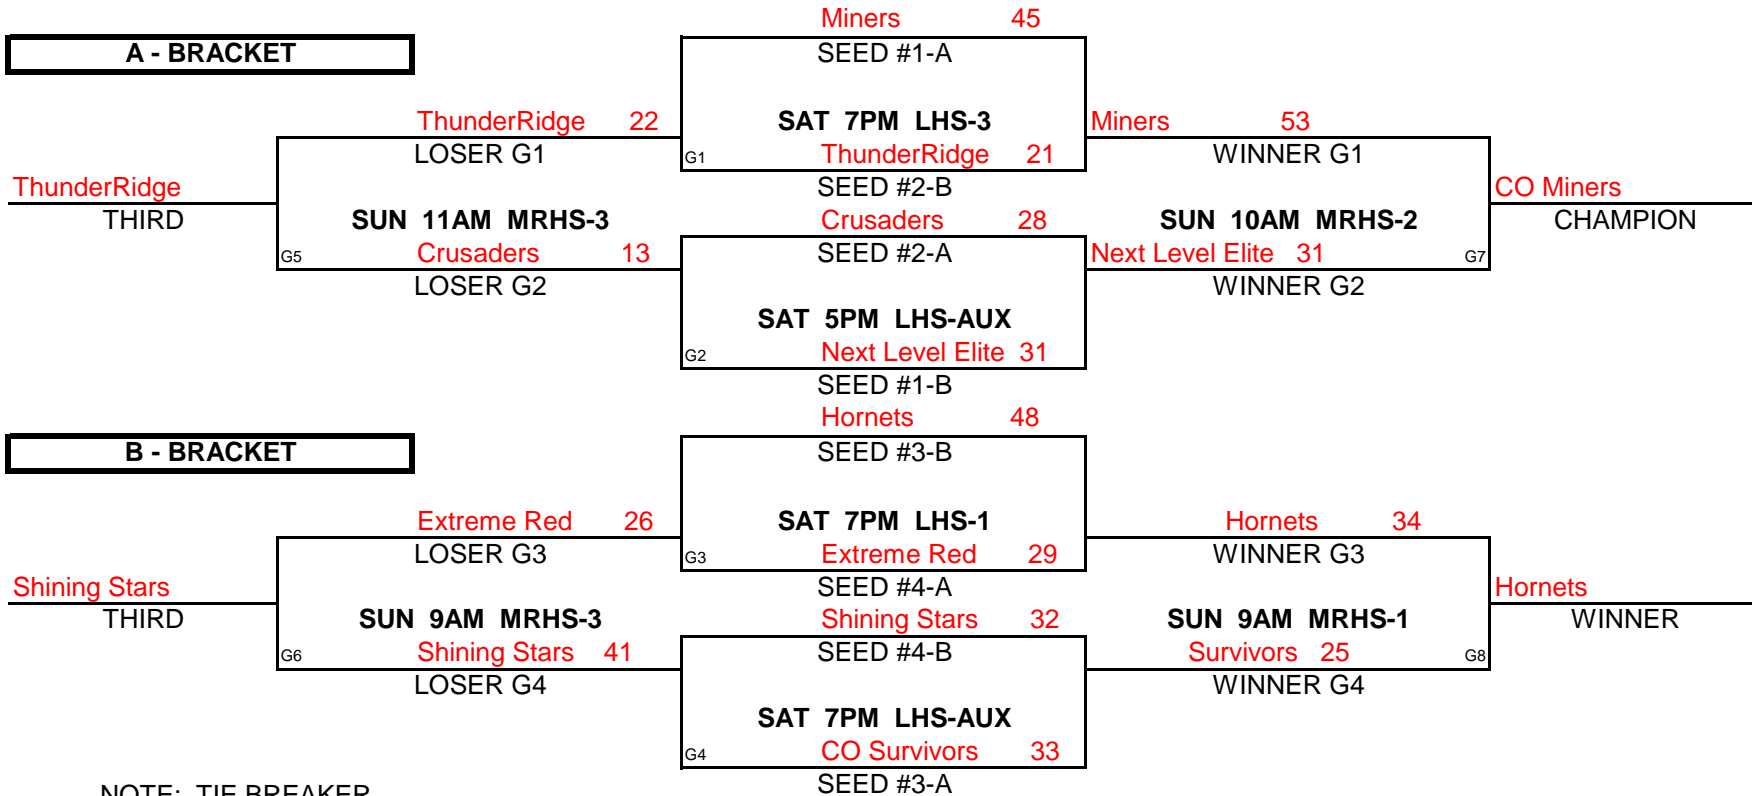 Miners 45
A - BRACKET
SEED #1-A
ThunderRidge 22
SAT 7PM LHS-3
Miners 53
LOSER G1
G1
ThunderRidge 21
WINNER G1
ThunderRidge
SEED #2-B
CO Miners
THIRD
SUN 11AM MRHS-3
Crusaders 28
SUN 10AM MRHS-2
CHAMPION
G5
Crusaders 13
SEED #2-A
Next Level Elite 31
G7
LOSER G2
WINNER G2
SAT 5PM LHS-AUX
G2
Next Level Elite 31
SEED #1-B
Hornets 48
B - BRACKET
SEED #3-B
Extreme Red 26
SAT 7PM LHS-1
Hornets 34
LOSER G3
G3
Extreme Red 29
WINNER G3
Shining Stars
SEED #4-A
Hornets
THIRD
SUN 9AM MRHS-3
Shining Stars 32
SUN 9AM MRHS-1
WINNER
G6
Shining Stars 41
SEED #4-B
Survivors 25
G8
LOSER G4
WINNER G4
SAT 7PM LHS-AUX
G4
CO Survivors 33
SEED #3-A
NOTE: TIE BREAKER